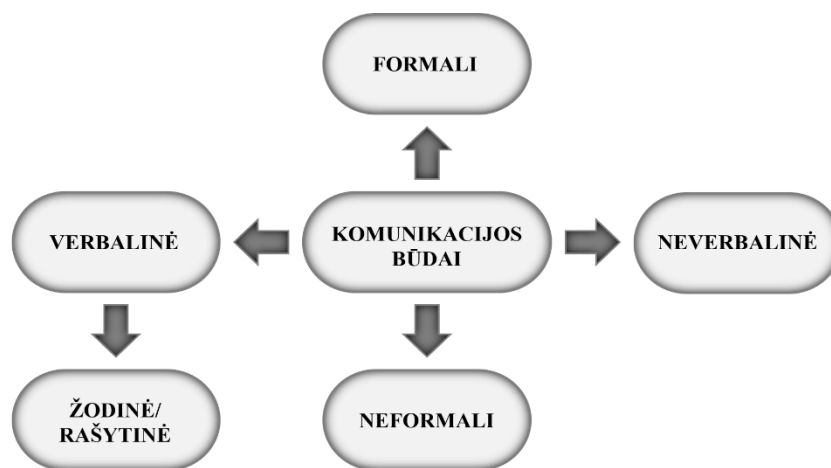 FORMALI
VERBALINĖ
KOMUNIKACIJOS
BŪDAI
NEVERBALINĖ
ŽODINĖ/
RAŠYTINĖ
NEFORMALI